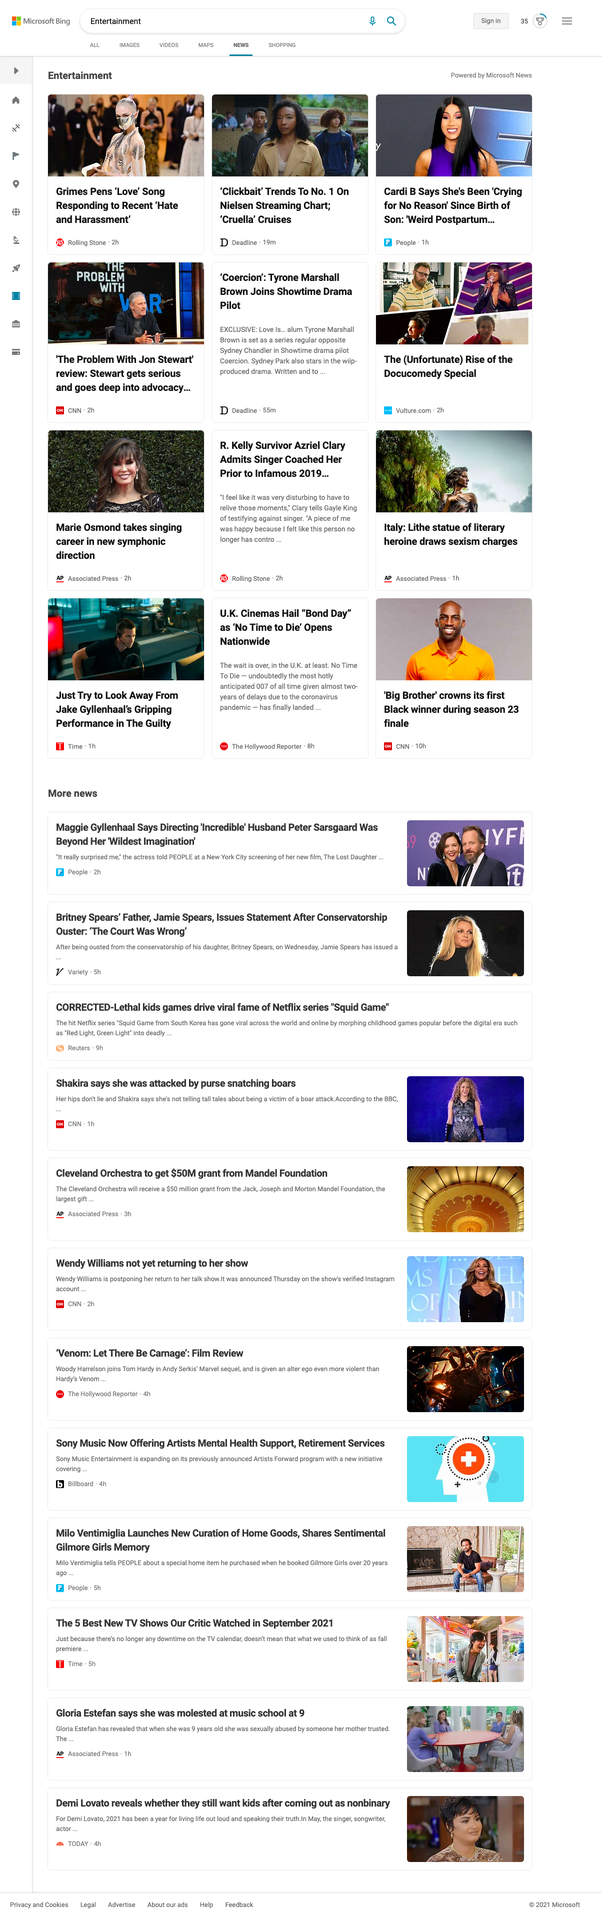 Microsoft Bing
Entertainment
Sign in
35
ALL
IMAGES
VIDEOS
MAPS
NEWS
SHOPPING
Entertainment
Powered by Microsoft News
Grimes Pens ‘Love’ Song
Responding to Recent ‘Hate
and Harassment’
Rolling Stone · 2h
‘Clickbait’ Trends To No. 1 On
Nielsen Streaming Chart;
‘Cruella’ Cruises
Deadline · 19m
Cardi B Says She's Been 'Crying
for No Reason' Since Birth of
Son: 'Weird Postpartum...
People · 1h
THE
PROBLEM
WITH
WAR
'The Problem With Jon Stewart'
review: Stewart gets serious
and goes deep into advocacy...
CNN · 2h
‘Coercion’: Tyrone Marshall
Brown Joins Showtime Drama
Pilot
EXCLUSIVE: Love Is... alum Tyrone Marshall
Brown is set as a series regular opposite
Sydney Chandler in Showtime drama pilot
Coercion. Sydney Park also stars in the wiip-
produced drama. Written and to ...
Deadline · 55m
The (Unfortunate) Rise of the
Docucomedy Special
Vulture.com · 2h
Marie Osmond takes singing
career in new symphonic
direction
AP Associated Press · 2h
R. Kelly Survivor Azriel Clary
Admits Singer Coached Her
Prior to Infamous 2019...
"I feel like it was very disturbing to have to
relive those moments," Clary tells Gayle King
of testifying against singer. "A piece of me
was happy because I felt like this person no
longer has contro ...
Rolling Stone · 2h
Italy: Lithe statue of literary
heroine draws sexism charges
AP Associated Press · 1h
Just Try to Look Away From
Jake Gyllenhaal's Gripping
Performance in The Guilty
Time · 1h
U.K. Cinemas Hail “Bond Day”
as ‘No Time to Die’ Opens
Nationwide
The wait is over, in the U.K. at least. No Time
To Die — undoubtedly the most hotly
anticipated 007 of all time given almost two-
years of delays due to the coronavirus
pandemic — has finally landed ...
The Hollywood Reporter · 8h
'Big Brother' crowns its first
Black winner during season 23
finale
CNN · 10h
More news
Maggie Gyllenhaal Says Directing 'Incredible' Husband Peter Sarsgaard Was
Beyond Her 'Wildest Imagination'
"It really surprised me," the actress told PEOPLE at a New York City screening of her new film, The Lost Daughter ...
People · 2h
Britney Spears’ Father, Jamie Spears, Issues Statement After Conservatorship
Ouster: ‘The Court Was Wrong’
After being ousted from the conservatorship of his daughter, Britney Spears, on Wednesday, Jamie Spears has issued a
...
Variety · 5h
CORRECTED-Lethal kids games drive viral fame of Netflix series "Squid Game"
The hit Netflix series "Squid Game from South Korea has gone viral across the world and online by morphing childhood games popular before the digital era such
as "Red Light, Green Light" into deadly ...
Reuters · 9h
Shakira says she was attacked by purse snatching boars
Her hips don't lie and Shakira says she's not telling tall tales about being a victim of a boar attack.According to the BBC,
...
CNN · 1h
Cleveland Orchestra to get $50M grant from Mandel Foundation
The Cleveland Orchestra will receive a $50 million grant from the Jack, Joseph and Morton Mandel Foundation, the
largest gift ...
AP Associated Press · 3h
Wendy Williams not yet returning to her show
Wendy Williams is postponing her return to her talk show.It was announced Thursday on the show's verified Instagram
account ...
CNN · 2h
‘Venom: Let There Be Carnage’: Film Review
Woody Harrelson joins Tom Hardy in Andy Serkis' Marvel sequel, and is given an alter ego even more violent than
Hardy's Venom ...
The Hollywood Reporter · 4h
Sony Music Now Offering Artists Mental Health Support, Retirement Services
Sony Music Entertainment is expanding on its previously announced Artists Forward program with a new initiative
covering ...
Billboard · 4h
Milo Ventimiglia Launches New Curation of Home Goods, Shares Sentimental
Gilmore Girls Memory
Milo Ventimiglia tells PEOPLE about a special home item he purchased when he booked Gilmore Girls over 20 years
ago ...
People · 5h
The 5 Best New TV Shows Our Critic Watched in September 2021
Just because there's no longer any downtime on the TV calendar, doesn't mean that what we used to think of as fall
premiere ...
Time · 5h
Gloria Estefan says she was molested at music school at 9
Gloria Estefan has revealed that when she was 9 years old she was sexually abused by someone her mother trusted.
The ...
AP Associated Press · 1h
Demi Lovato reveals whether they still want kids after coming out as nonbinary
For Demi Lovato, 2021 has been a year for living life out loud and speaking their truth.In May, the singer, songwriter,
actor ...
TODAY · 4h
Privacy and Cookies
Legal
Advertise
About our ads
Help
Feedback
© 2021 Microsoft